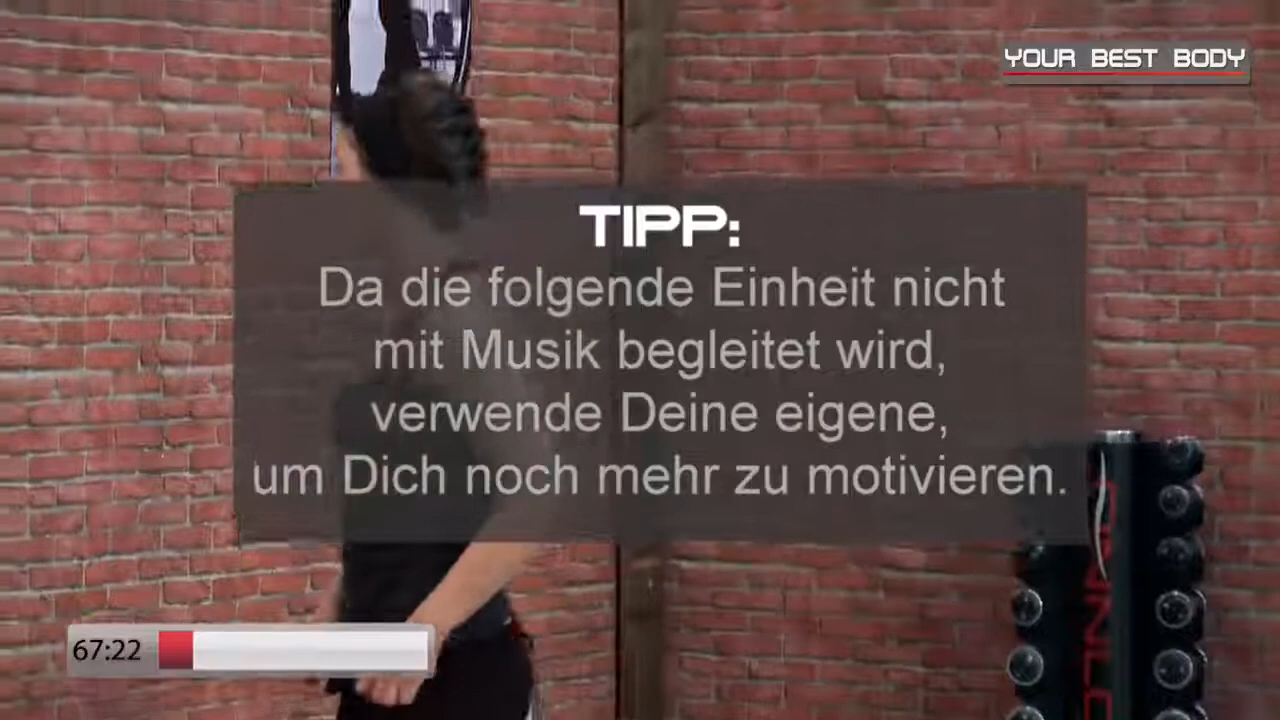 YOUR BEST BODY
TIPP:
Da die folgende Einheit nicht
mit Musik begleitet wird,
verwende Deine eigene,
um Dich noch mehr zu motivieren.
67:22